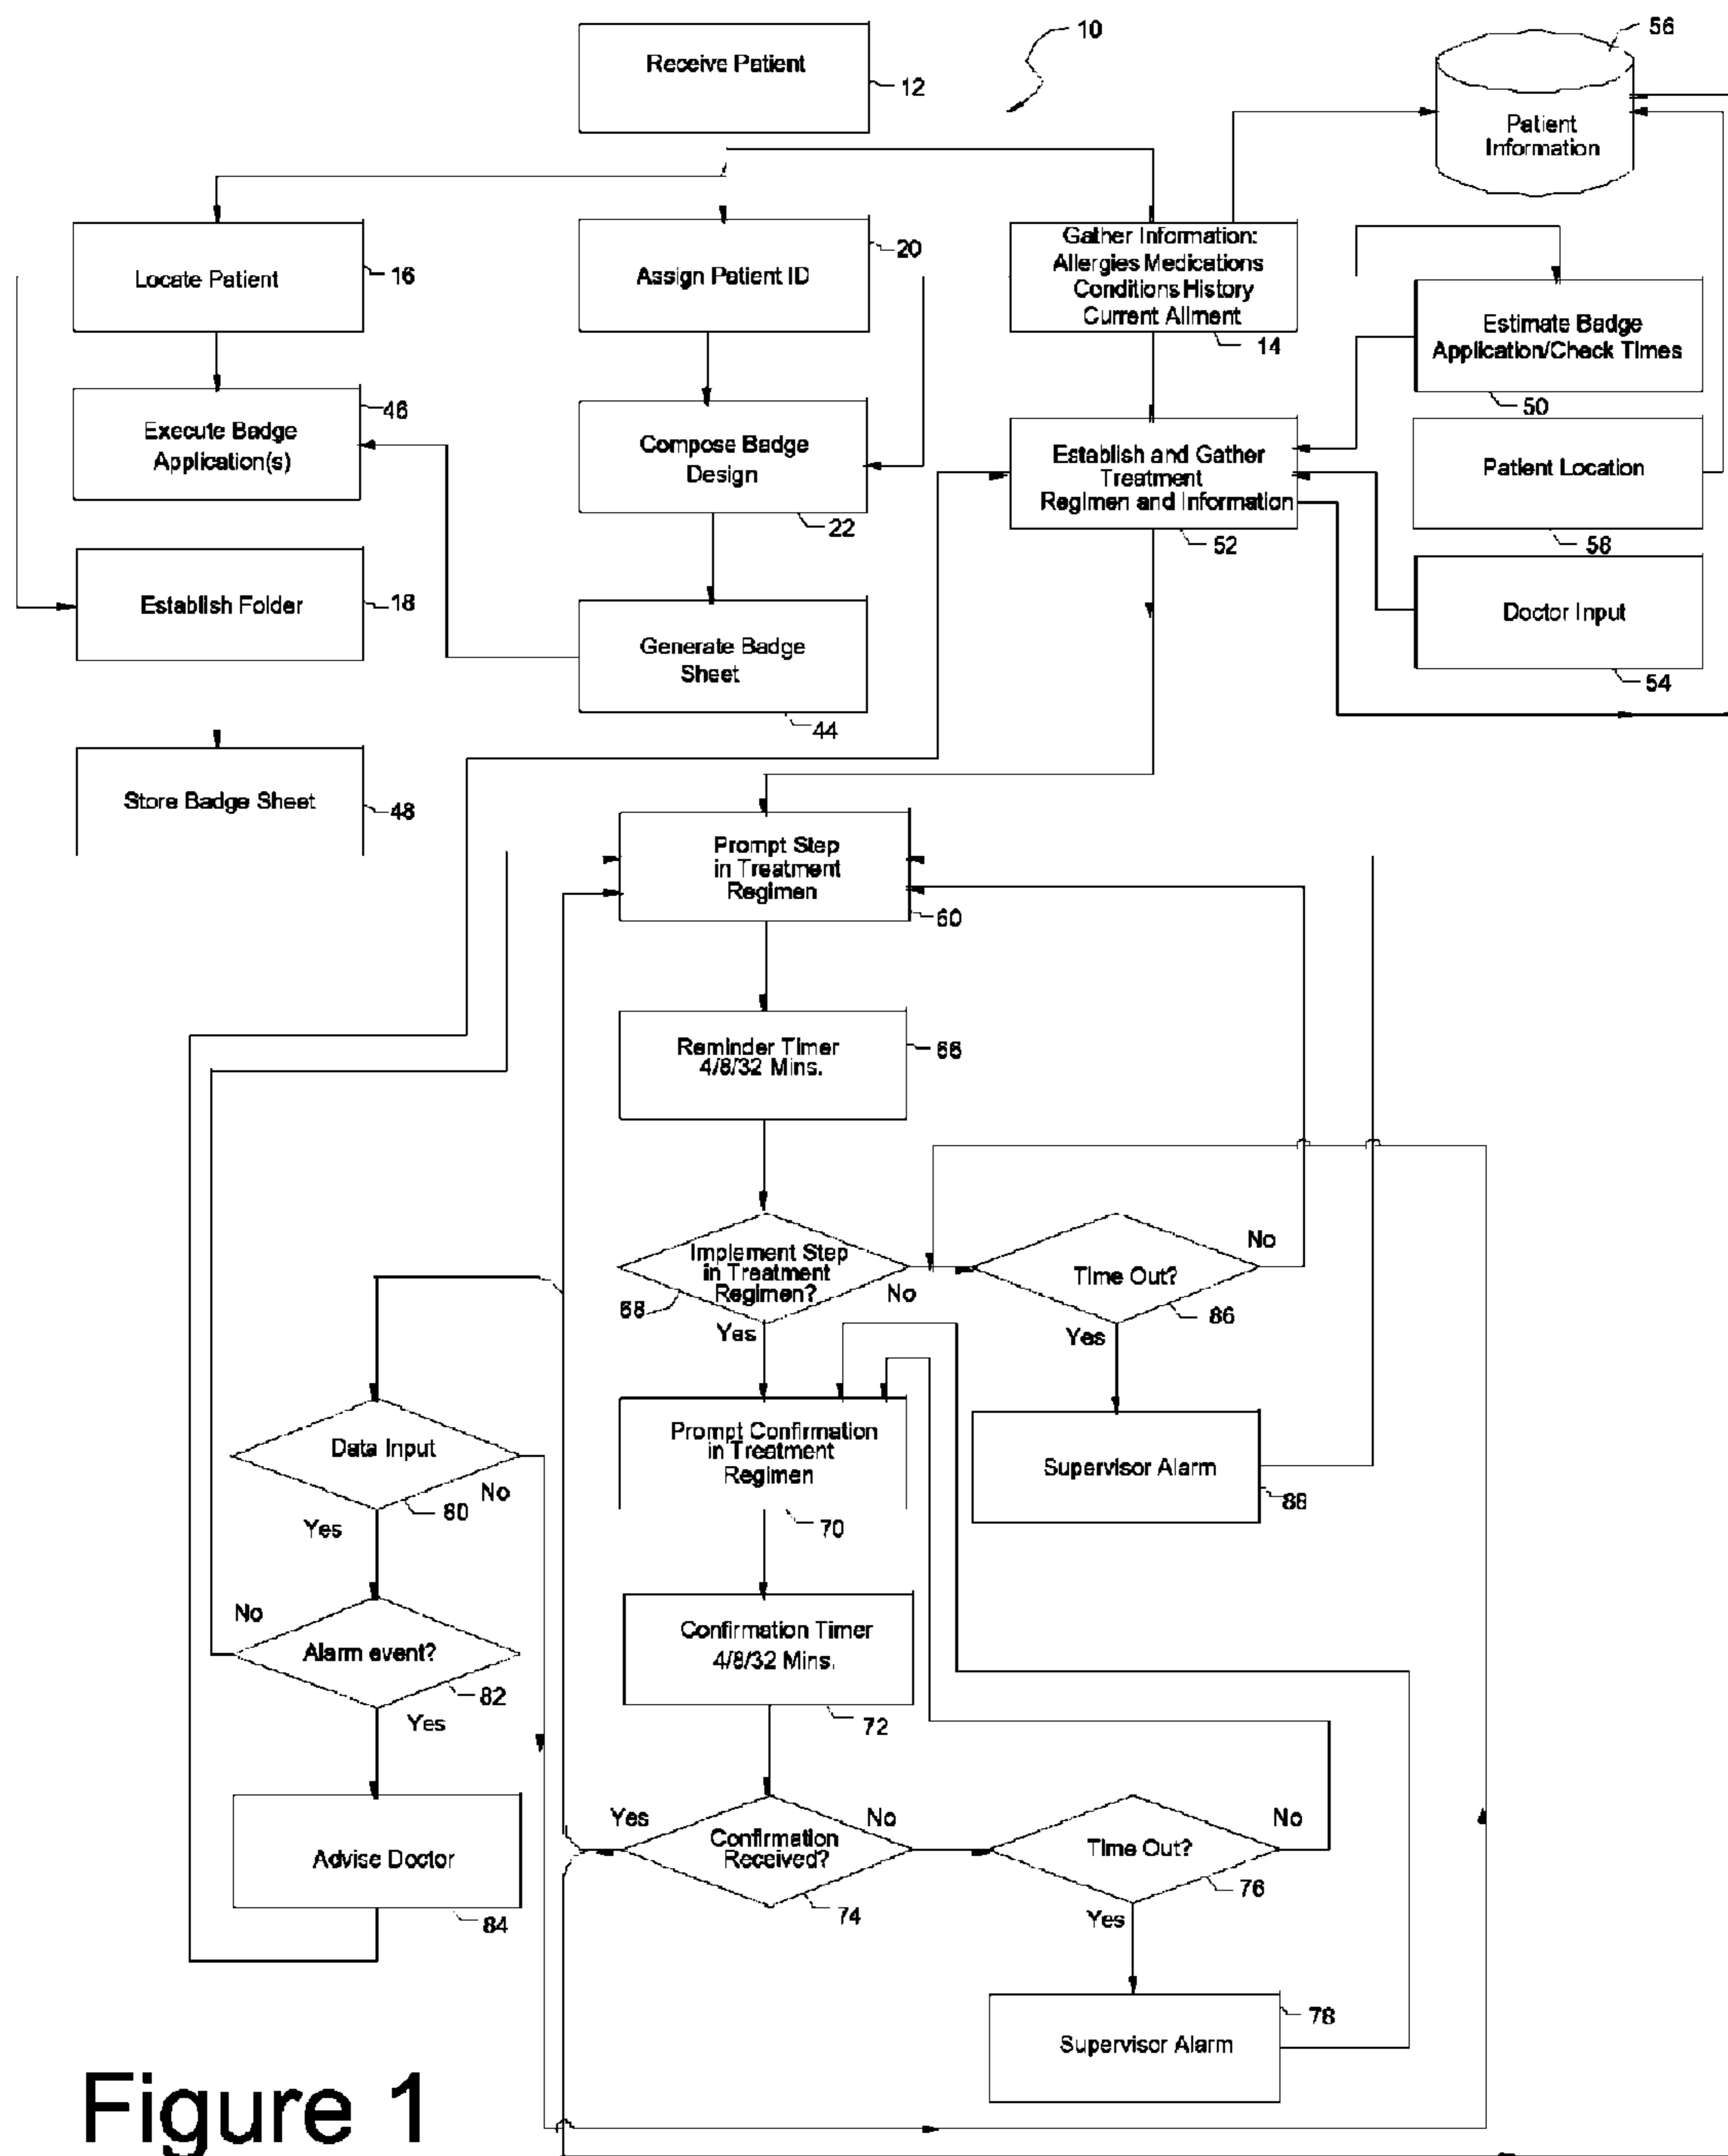 10
56
Receive Patient
12
Patient
Information
Locate Patient
16
Assign Patient ID
20
Gather Information:
Allergies Medications
Conditions History
Current Allment
14
Estimate Badge
Application/Check Times
50
Execute Badge
Application(s)
46
Compose Badge
Design
22
Establish and Gather
Treatment
Regimen and Information
52
Patient Location
58
Establish Folder
18
Generate Badge
Sheet
44
Doctor Input
54
Store Badge Sheet
48
Prompt Step
in Treatment
Regimen
60
Reminder Timer
4/8/32 Mins.
66
Implement Step
in Treatment
Regimen?
68
No
Yes
Time Out?
No
86
Yes
Data Input
80
No
Yes
Prompt Confirmation
in Treatment
Regimen
70
Supervisor Alarm
88
No
Alarm event?
82
Yes
Confirmation Timer
4/8/32 Mins.
72
Advise Doctor
84
Yes
Confirmation
Received?
No
74
Time Out?
No
76
Yes
Supervisor Alarm
78
Figure 1